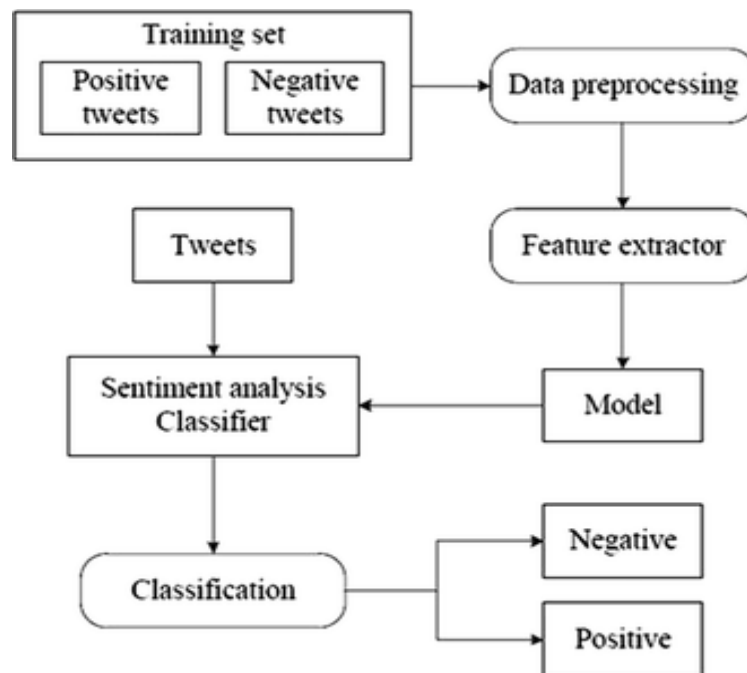 Training set
Positive
tweets
Negative
tweets
Data preprocessing
Tweets
Feature extractor
Sentiment analysis
Classifier
Model
Classification
Negative
Positive